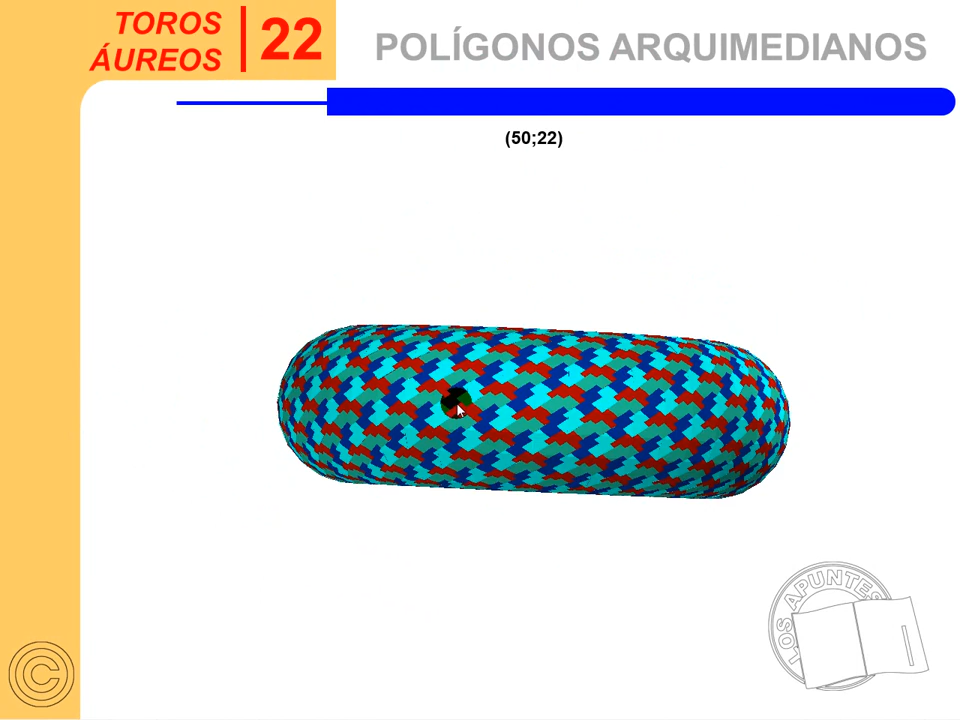 TOROS
ÁUREOS
22
POLÍGONOS ARQUIMEDIANOS
(50;22)
LOS APUNTES
C